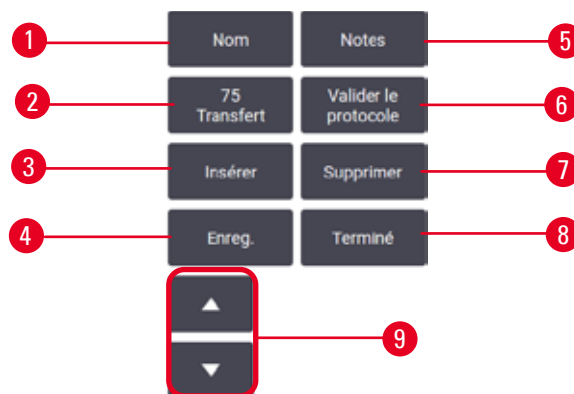 1 Nom Notes 5
2 75 Transfert Valider le protocole 6
3 Insérer Supprimer 7
4 Enreg. Terminé 8
9